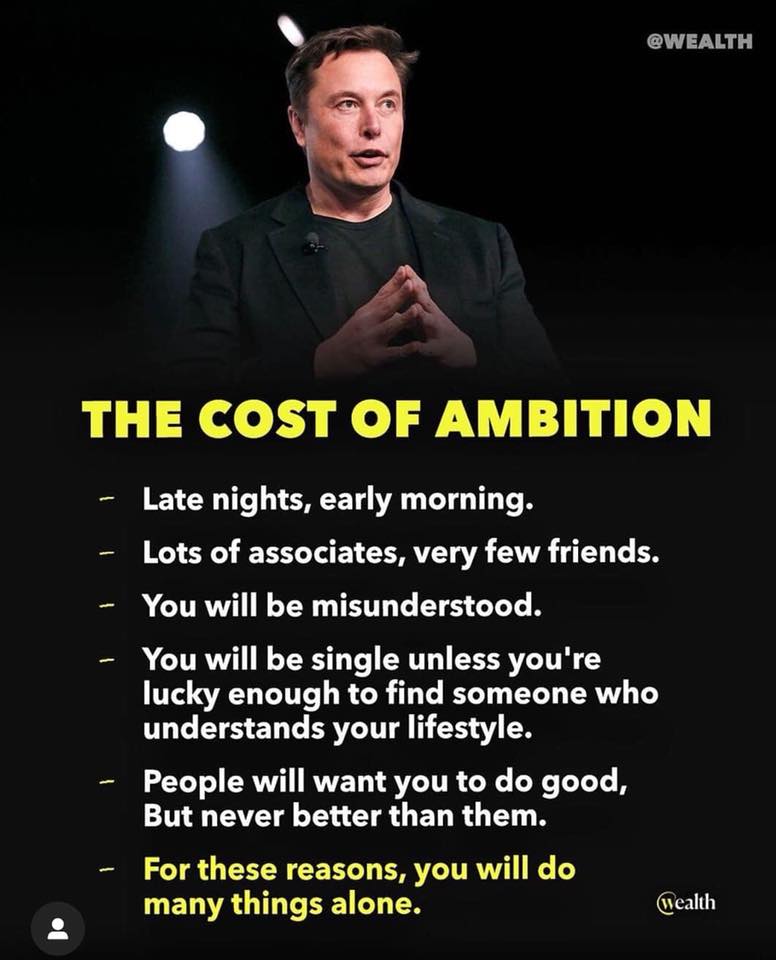 @WEALTH
THE COST OF AMBITION
– Late nights, early morning.
– Lots of associates, very few friends.
– You will be misunderstood.
– You will be single unless you're
lucky enough to find someone who
understands your lifestyle.
– People will want you to do good,
But never better than them.
– For these reasons, you will do
many things alone.
wealth